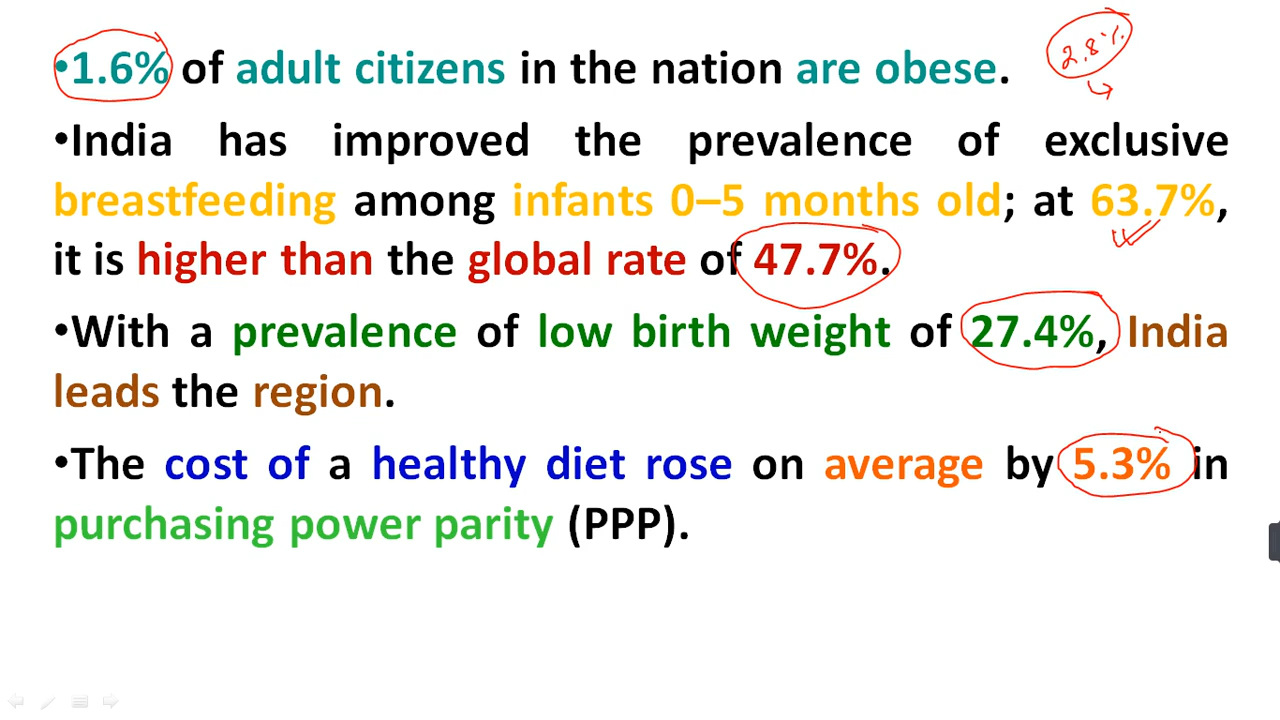 •1.6% of adult citizens in the nation are obese.
2.8%
•India has improved the prevalence of exclusive
breastfeeding among infants 0–5 months old; at 63.7%,
it is higher than the global rate of 47.7%.
•With a prevalence of low birth weight of 27.4%, India
leads the region.
•The cost of a healthy diet rose on average by 5.3% in
purchasing power parity (PPP).